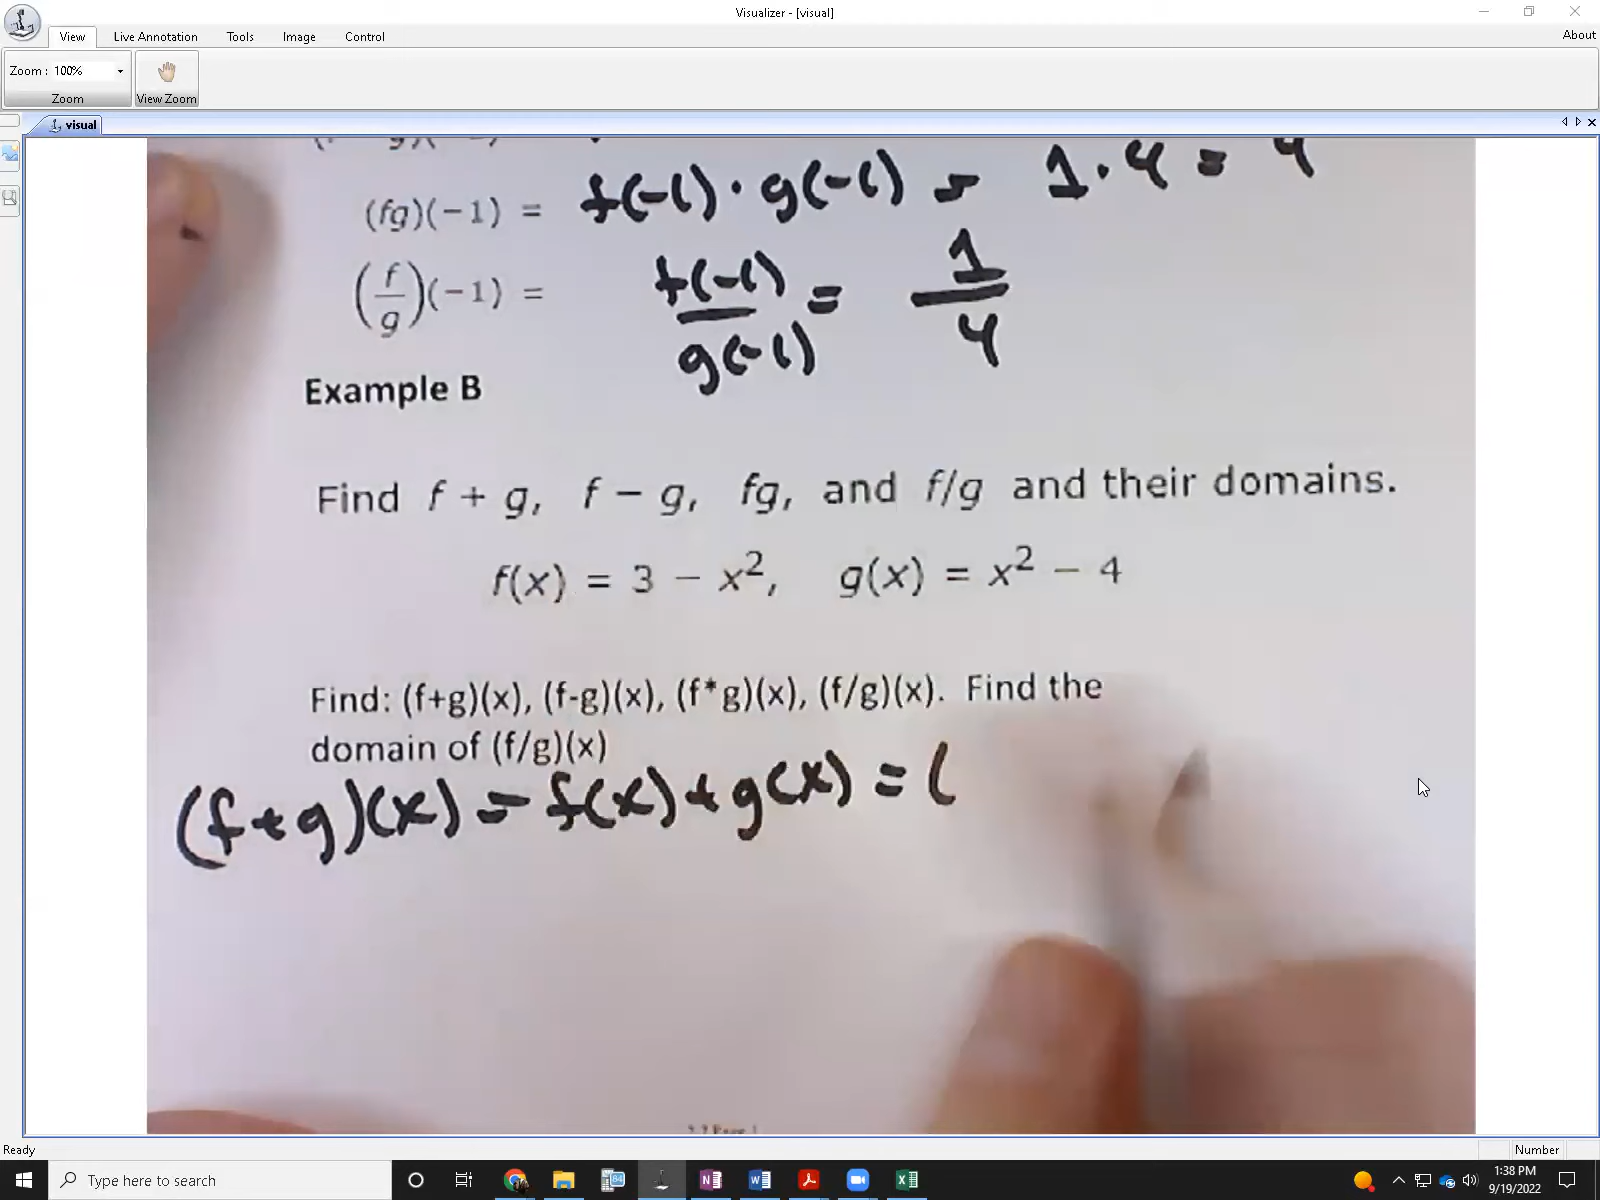 Visualizer - [visual]
View Live Annotation Tools Image Control About
Zoom : 100%
Zoom View Zoom
visual
(fg)(−1) = f(-1) · g(-1) = 1 · 4 = 4
(f/g)(−1) = f(-1)/g(-1) = 1/4
Example B
Find f + g, f − g, fg, and f/g and their domains.
f(x) = 3 − x², g(x) = x² − 4
Find: (f+g)(x), (f-g)(x), (f*g)(x), (f/g)(x). Find the
domain of (f/g)(x)
(f+g)(x) = f(x) + g(x) = (
Ready Number
Type here to search
1:38 PM
9/19/2022